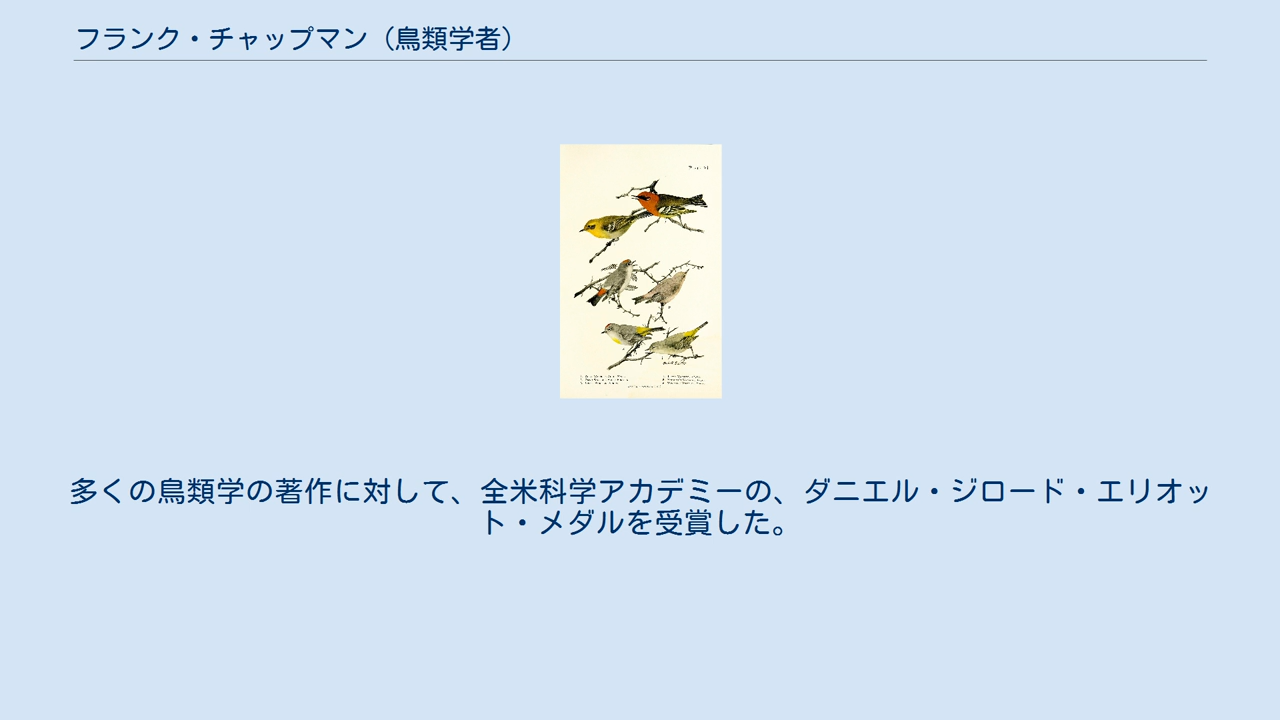 フランク・チャップマン（鳥類学者）
多くの鳥類学の著作に対して、全米科学アカデミーの、ダニエル・ジロード・エリオッ
ト・メダルを受賞した。